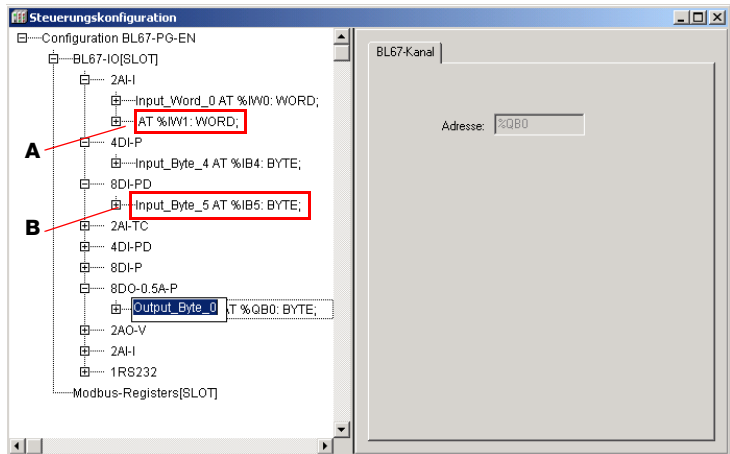 Steuerungskonfiguration
Configuration BL67-PG-EN
BL67-IO[SLOT]
2AI-I
Input_Word_0 AT %IW0: WORD;
AT %IW1: WORD;
4DI-P
Input_Byte_4 AT %IB4: BYTE;
8DI-PD
Input_Byte_5 AT %IB5: BYTE;
2AI-TC
4DI-PD
8DI-P
8DO-0.5A-P
Output_Byte_0 AT %QB0: BYTE;
2AO-V
2AI-I
1RS232
Modbus-Registers[SLOT]
A
B
BL67-Kanal
Adresse: %QB0